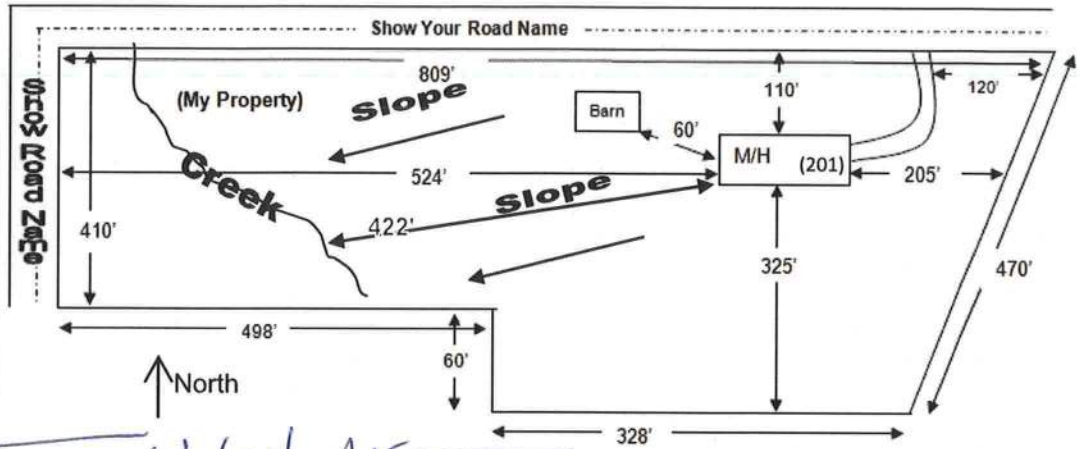 Show Your Road Name
809'
(My Property)
Slope
110'
120'
Barn
60'
M/H (201)
Show Road Name
Creek
524'
205'
Slope
422'
410'
325'
470'
498'
60'
North
328'